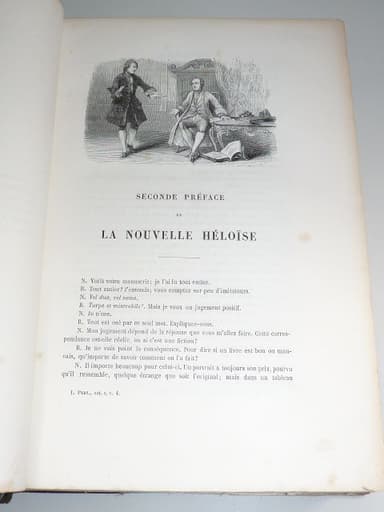 SECONDE PRÉFACE
DE
LA NOUVELLE HÉLOÏSE
N. Voilà votre manuscrit; je l'ai lu tout entier.
R. Tout entier? J'entends; vous comptez sur peu d'imitateurs.
N. Vel duo, vel nemo.
R. Turpe et miserabile¹. Mais je veux un jugement positif.
N. Je n'ose.
R. Tout est osé par ce seul mot. Expliquez-vous.
N. Mon jugement dépend de la réponse que vous m'allez faire. Cette corres-
pondance est-elle réelle, ou si c'est une fiction?
R. Je ne vois point la conséquence. Pour dire si un livre est bon ou mau-
vais, qu'importe de savoir comment on l'a fait?
N. Il importe beaucoup pour celui-ci. Un portrait a toujours son prix, pourvu
qu'il ressemble, quelque étrange que soit l'original; mais dans un tableau
1. PERS., sat. I, v. 4.